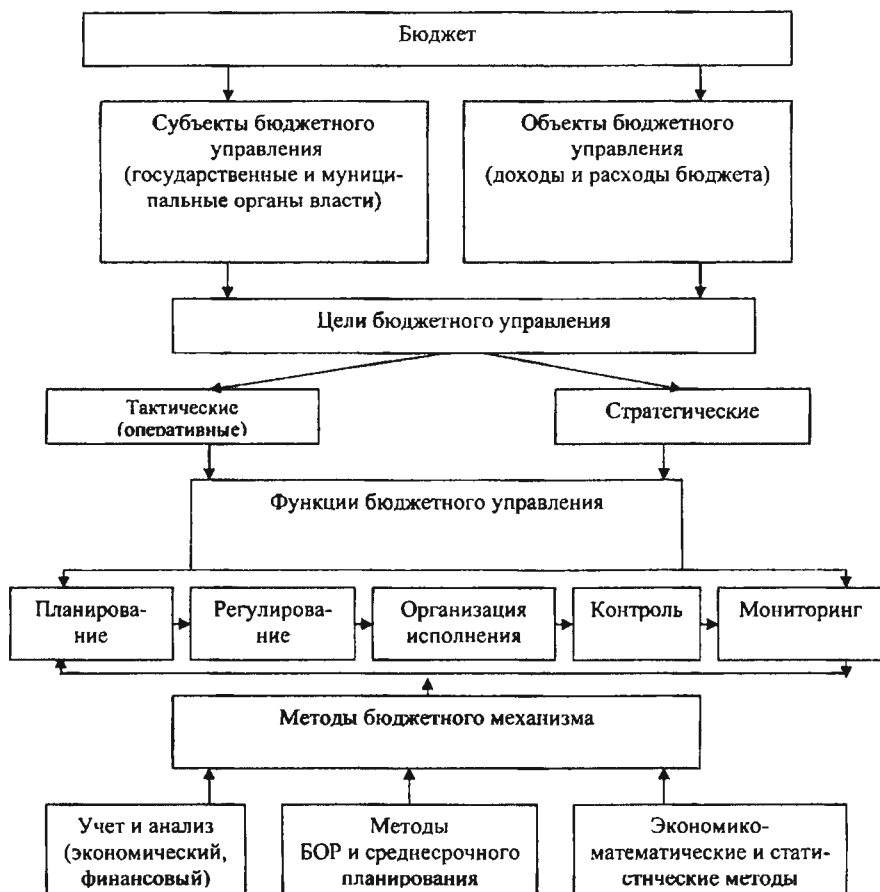 Бюджет
Субъекты бюджетного
управления
(государственные и муници-
пальные органы власти)
Объекты бюджетного
управления
(доходы и расходы бюджета)
Цели бюджетного управления
Тактические
(оперативные)
Стратегические
Функции бюджетного управления
Планирова-
ние
Регулирова-
ние
Организация
исполнения
Контроль
Мониторинг
Методы бюджетного механизма
Учет и анализ
(экономический,
финансовый)
Методы
БОР и среднесрочного
планирования
Экономико-
математические и стати-
стические методы